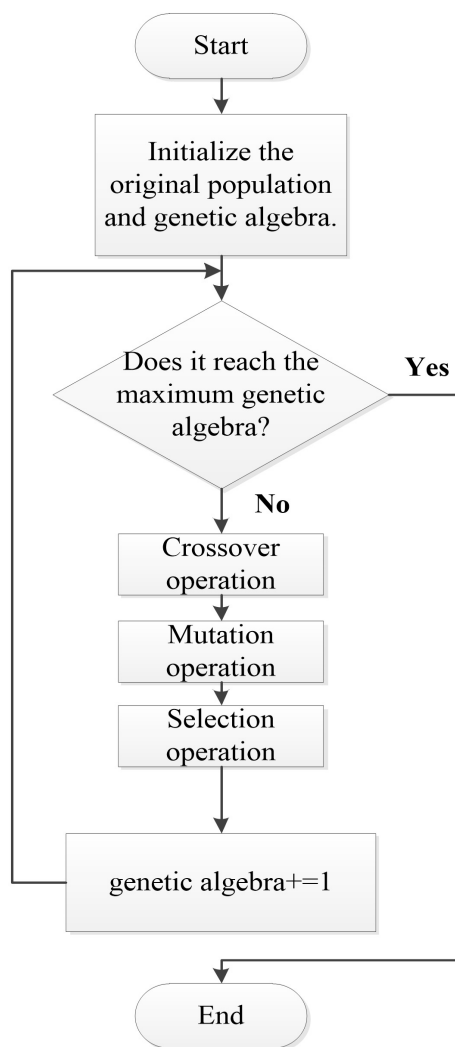 Start
Initialize the
original population
and genetic algebra.
Does it reach the
maximum genetic
algebra?
Yes
No
Crossover
operation
Mutation
operation
Selection
operation
genetic algebra+=1
End